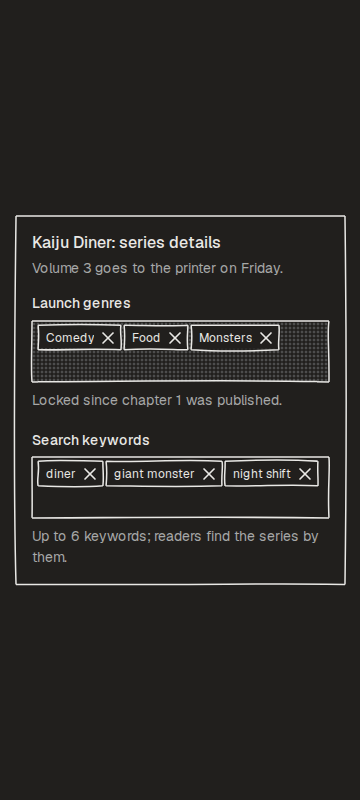 Kaiju Diner: series details
Volume 3 goes to the printer on Friday.
Launch genres
Comedy Food Monsters
Locked since chapter 1 was published.
Search keywords
diner giant monster night shift
Up to 6 keywords; readers find the series by
them.